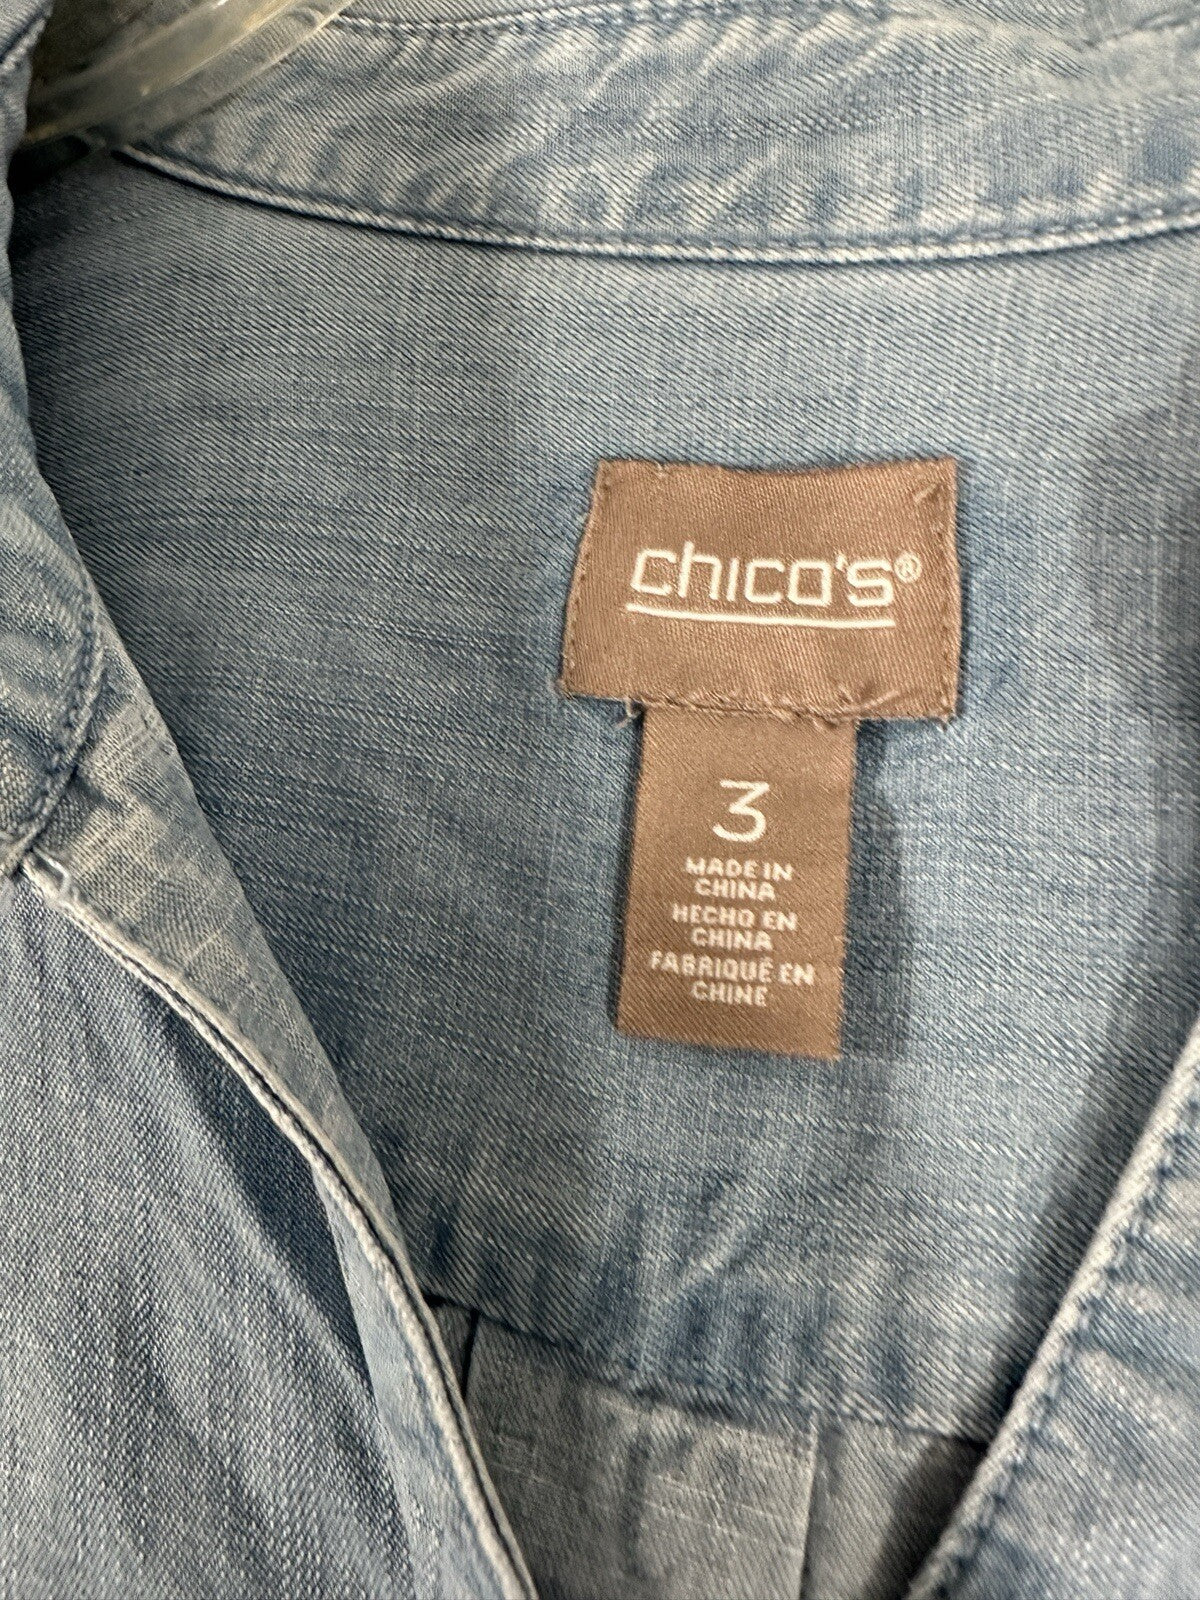 chico's®
3
MADE IN
CHINA
HECHO EN
CHINA
FABRIQUÉ EN
CHINE